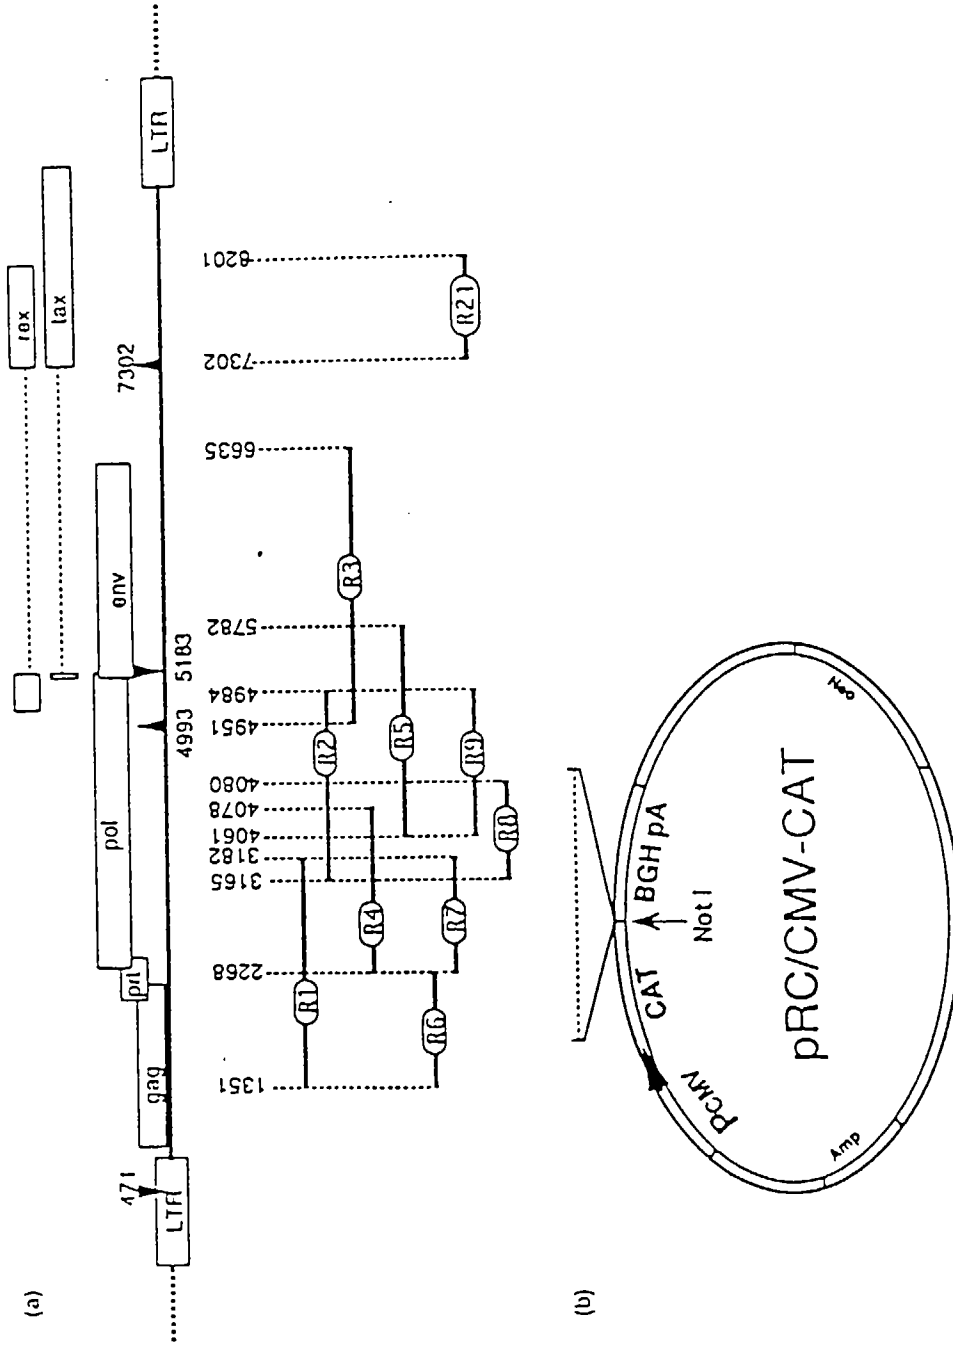 (a)
rex
tax
pol
env
prt
gag
LTR
LTR
471
4993
5183
7302
1351
2268
3165
3182
4061
4078
4080
4951
4984
5782
6635
7302
8201
R1
R2
R3
R4
R5
R6
R7
R8
R9
R21
(b)
PCMV
CAT
BGH pA
Not I
pRC/CMV-CAT
Amp
Neo